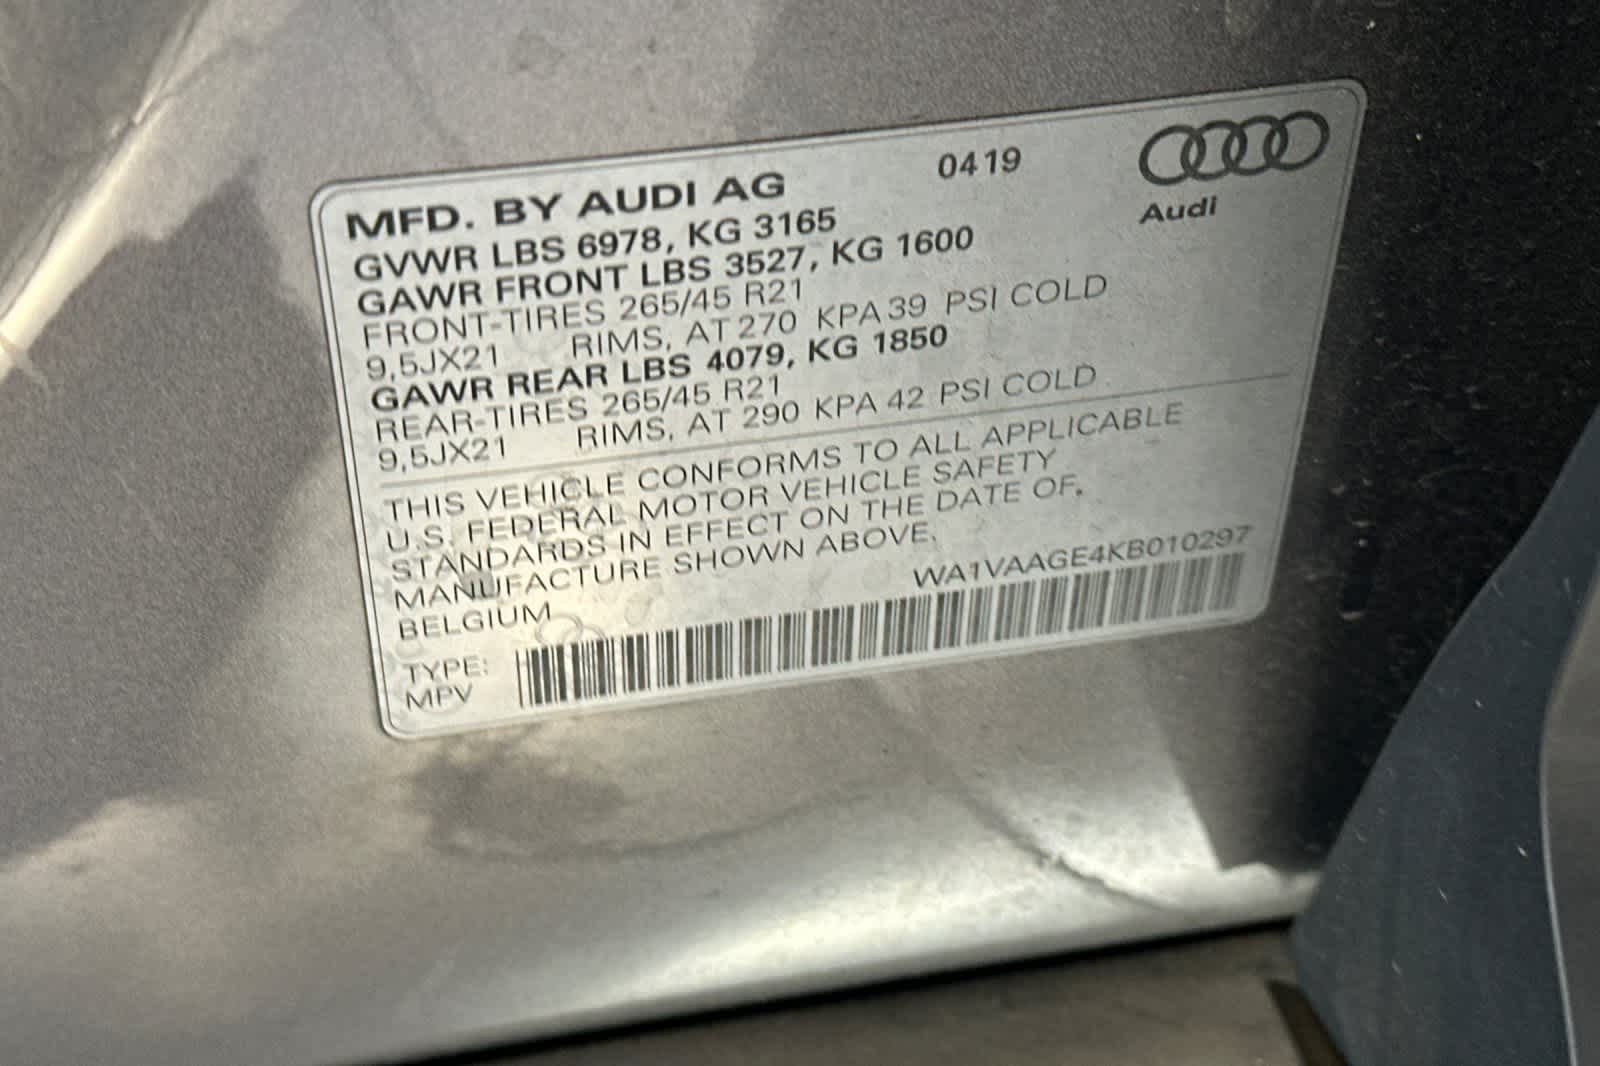 0419
Audi
MFD. BY AUDI AG
GVWR LBS 6978, KG 3165
GAWR FRONT LBS 3527, KG 1600
FRONT-TIRES 265/45 R21
9,5JX21 RIMS, AT 270 KPA 39 PSI COLD
GAWR REAR LBS 4079, KG 1850
REAR-TIRES 265/45 R21
9,5JX21 RIMS, AT 290 KPA 42 PSI COLD
THIS VEHICLE CONFORMS TO ALL APPLICABLE
U.S. FEDERAL MOTOR VEHICLE SAFETY
STANDARDS IN EFFECT ON THE DATE OF,
MANUFACTURE SHOWN ABOVE.
BELGIUM
WA1VAAGE4KB010297
TYPE:
MPV